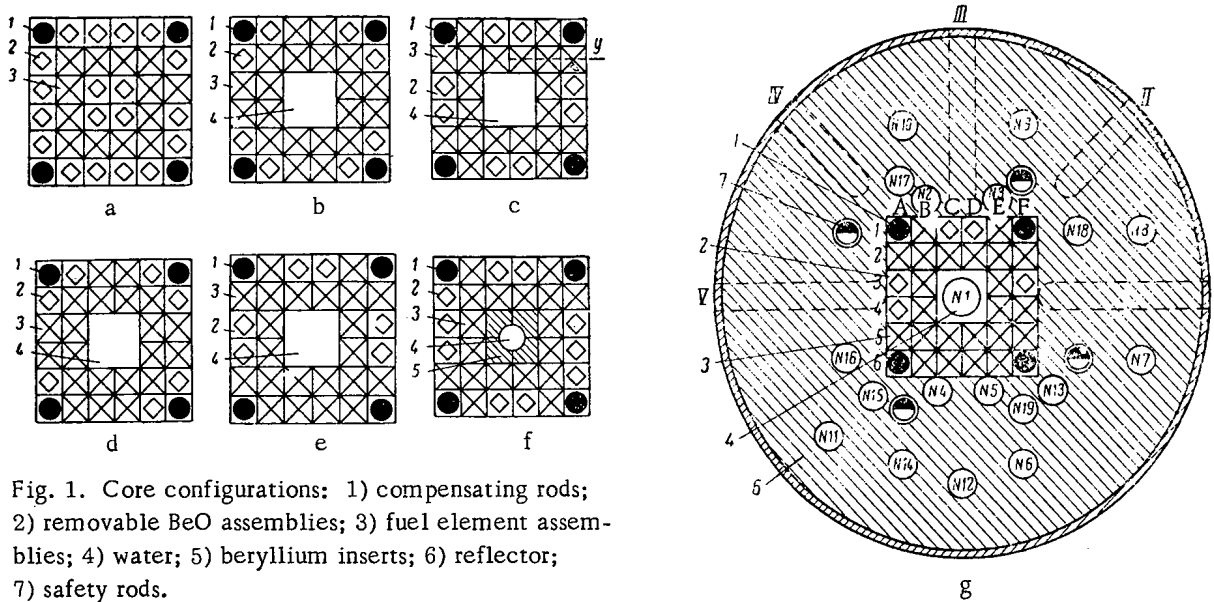 1
2
3
a
1
2
3
4
b
1
3
2
4
y
c
1
2
3
4
d
1
3
2
4
e
1
2
3
4
5
f
Fig. 1. Core configurations: 1) compensating rods;
2) removable BeO assemblies; 3) fuel element assem-
blies; 4) water; 5) beryllium inserts; 6) reflector;
7) safety rods.
III
IV
II
1
7
N10
N9
N17
N2
N3
A B C D E F
1
2
3
4
5
6
N18
N8
2
V
N1
3
N16
N7
N15
N4
N5
N13
N19
4
N11
6
N14
N12
N6
g